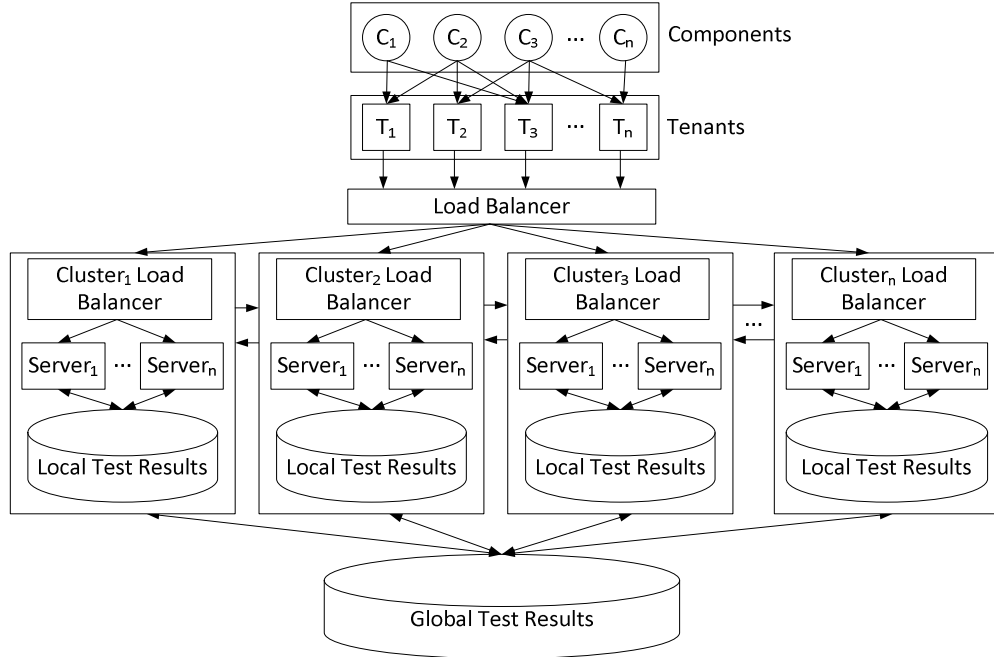 C1 C2 C3 ... Cn Components
T1 T2 T3 ... Tn Tenants
Load Balancer
Cluster1 Load
Balancer
Cluster2 Load
Balancer
Cluster3 Load
Balancer
...
Clustern Load
Balancer
Server1 ... Servern
Server1 ... Servern
Server1 ... Servern
Server1 ... Servern
Local Test Results
Local Test Results
Local Test Results
Local Test Results
Global Test Results